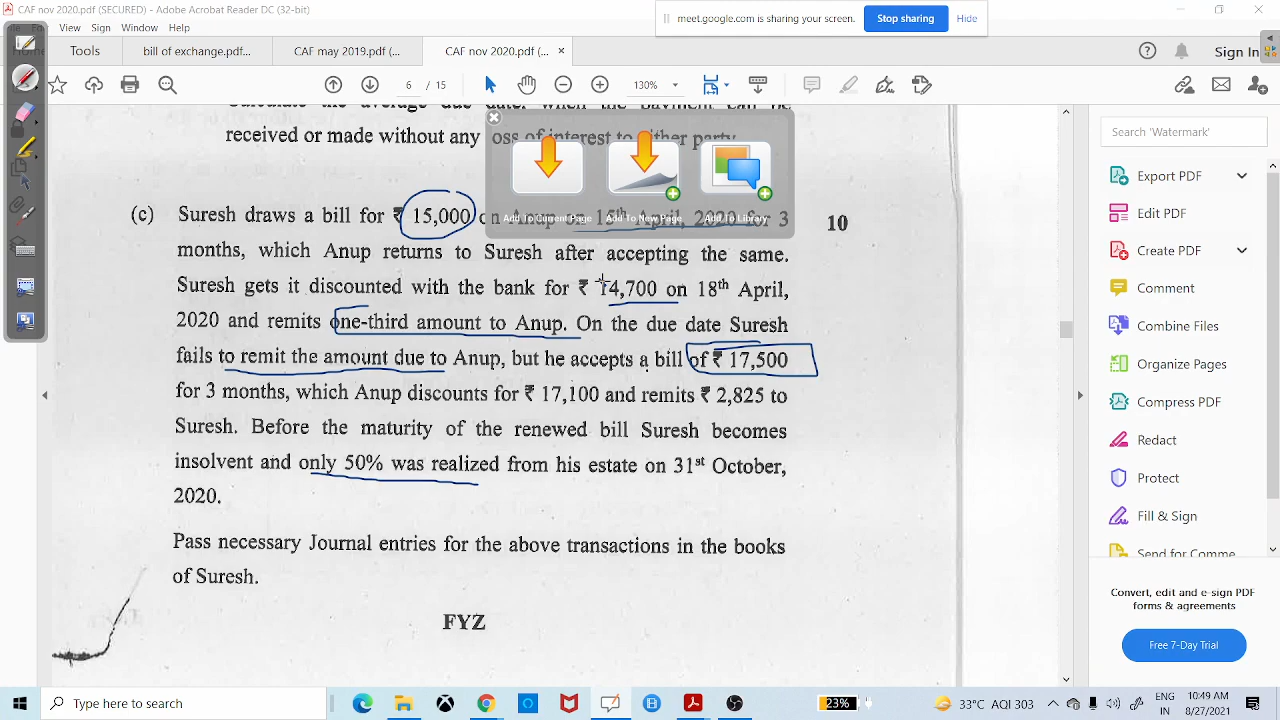 CAF nov 2020.pdf (SECURED) - Adobe Acrobat Reader DC (32-bit)
meet.google.com is sharing your screen. Stop sharing Hide
Sign View Window Help
Tools bill of exchange.pdf... CAF may 2019.pdf (... CAF nov 2020.pdf (... × Sign In
6 / 15 130%
Calculate the average due date, when the payment can be
received or made without any loss of interest to either party.
Add To Current Page Add To New Page Add To Library
(c) Suresh draws a bill for ₹ 15,000 on Anup 15th April, 2020 for 3 10
months, which Anup returns to Suresh after accepting the same.
Suresh gets it discounted with the bank for ₹ 14,700 on 18th April,
2020 and remits one-third amount to Anup. On the due date Suresh
fails to remit the amount due to Anup, but he accepts a bill of ₹ 17,500
for 3 months, which Anup discounts for ₹ 17,100 and remits ₹ 2,825 to
Suresh. Before the maturity of the renewed bill Suresh becomes
insolvent and only 50% was realized from his estate on 31st October,
2020.
Pass necessary Journal entries for the above transactions in the books
of Suresh.
FYZ
Search 'Watermark'
Export PDF
Edit PDF
Create PDF
Comment
Combine Files
Organize Pages
Compress PDF
Redact
Protect
Fill & Sign
Send for Comme
Convert, edit and e-sign PDF
forms & agreements
Free 7-Day Trial
Type here to search
23%
33°C AQI 303
ENG
IN
10:49 AM
8/27/2021